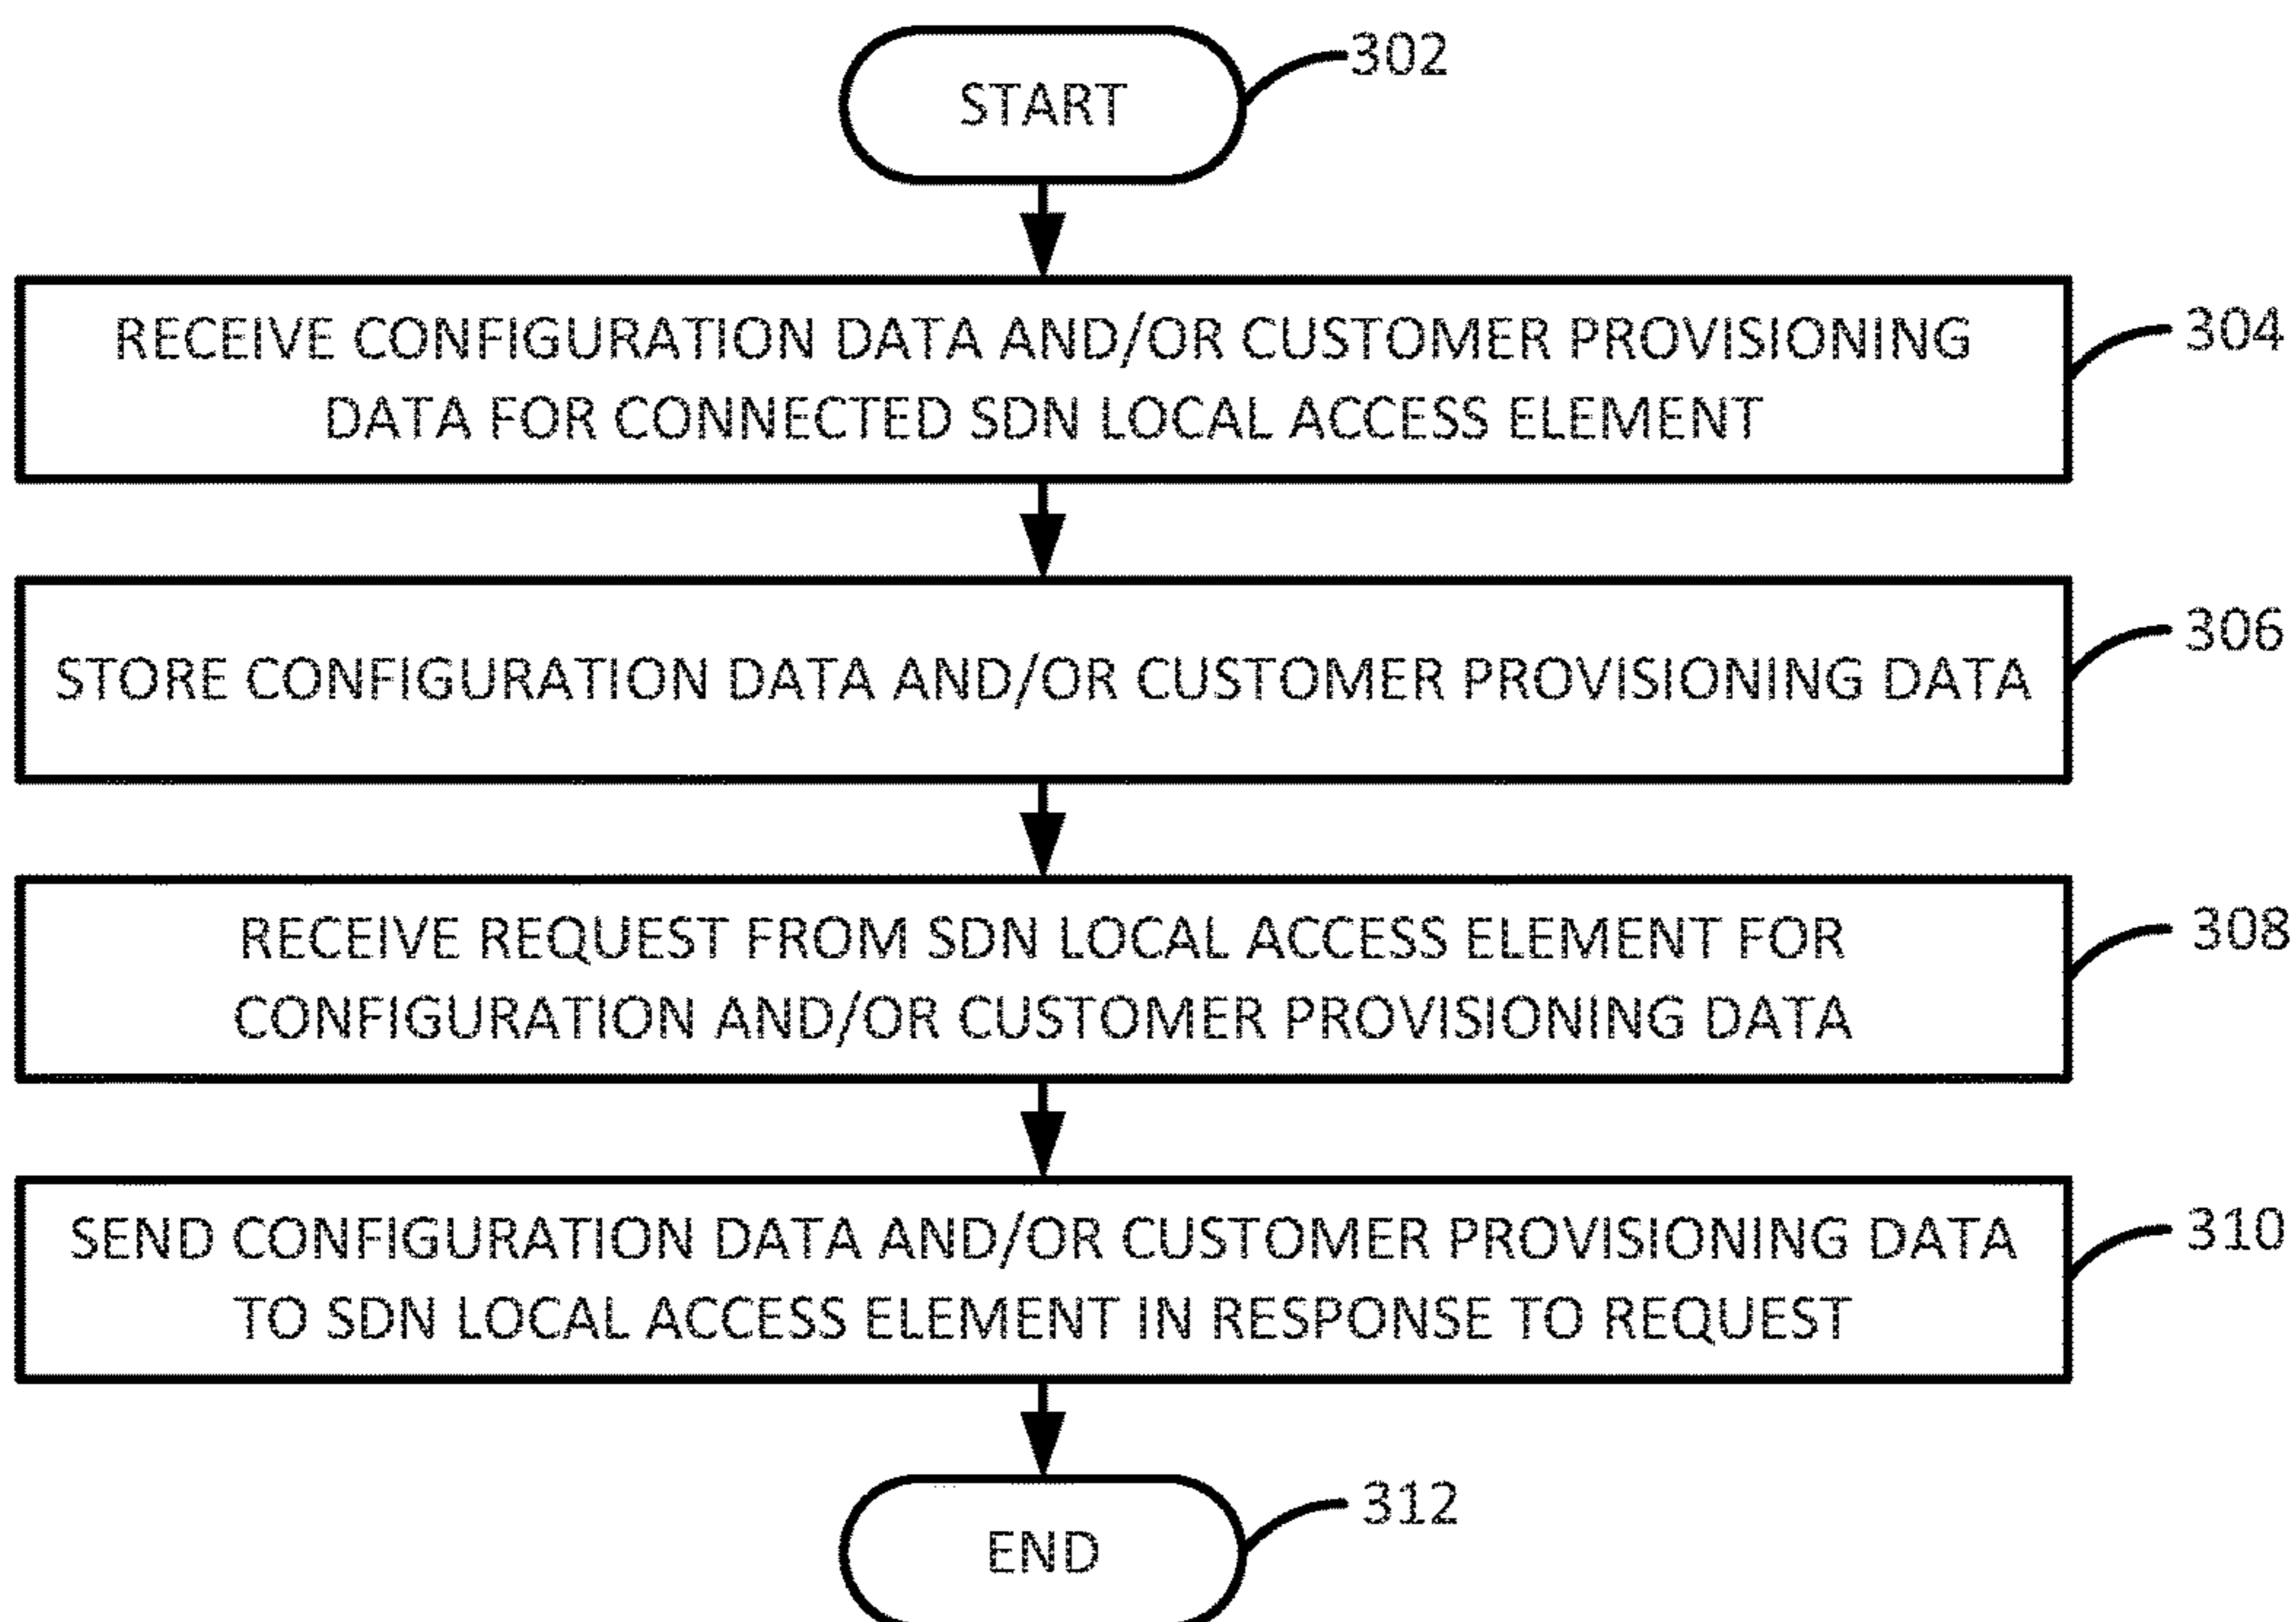 START
302
RECEIVE CONFIGURATION DATA AND/OR CUSTOMER PROVISIONING
DATA FOR CONNECTED SDN LOCAL ACCESS ELEMENT
304
STORE CONFIGURATION DATA AND/OR CUSTOMER PROVISIONING DATA
306
RECEIVE REQUEST FROM SDN LOCAL ACCESS ELEMENT FOR
CONFIGURATION AND/OR CUSTOMER PROVISIONING DATA
308
SEND CONFIGURATION DATA AND/OR CUSTOMER PROVISIONING DATA
TO SDN LOCAL ACCESS ELEMENT IN RESPONSE TO REQUEST
310
END
312